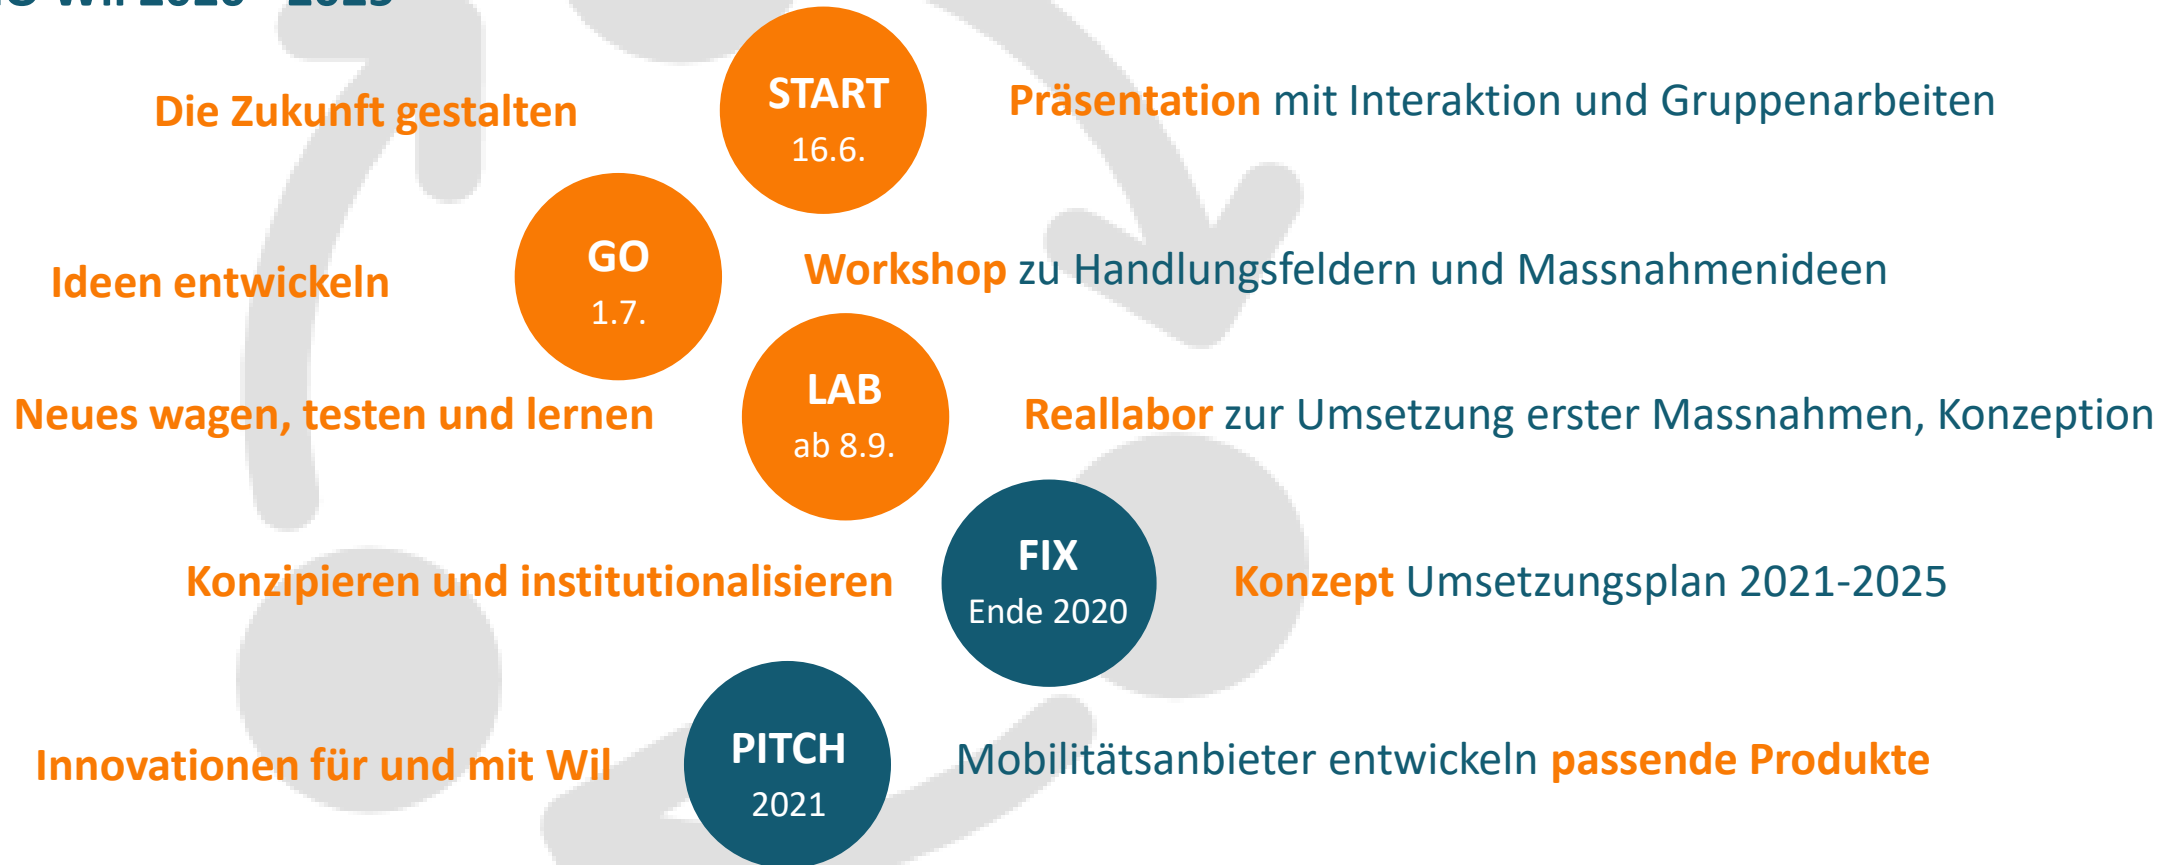 Wil 2020 - 2025
Die Zukunft gestalten
START
16.6.
Präsentation mit Interaktion und Gruppenarbeiten
Ideen entwickeln
GO
1.7.
Workshop zu Handlungsfeldern und Massnahmenideen
Neues wagen, testen und lernen
LAB
ab 8.9.
Reallabor zur Umsetzung erster Massnahmen, Konzeption
Konzipieren und institutionalisieren
FIX
Ende 2020
Konzept Umsetzungsplan 2021-2025
Innovationen für und mit Wil
PITCH
2021
Mobilitätsanbieter entwickeln passende Produkte